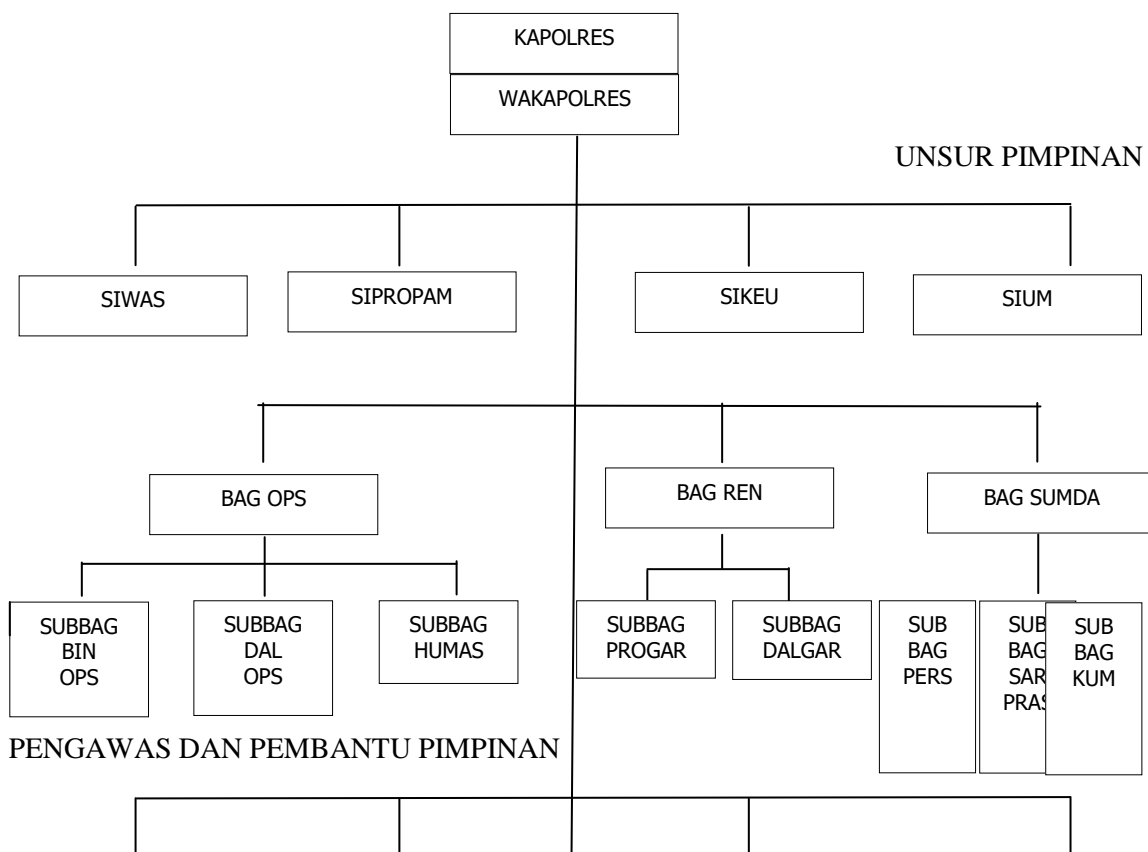 KAPOLRES
WAKAPOLRES
UNSUR PIMPINAN
SIWAS
SIPROPAM
SIKEU
SIUM
BAG OPS
BAG REN
BAG SUMDA
SUBBAG
BIN
OPS
SUBBAG
DAL
OPS
SUBBAG
HUMAS
SUBBAG
PROGAR
SUBBAG
DALGAR
SUB
BAG
PERS
SUB
BAG
SAR
PRAS
SUB
BAG
KUM
PENGAWAS DAN PEMBANTU PIMPINAN